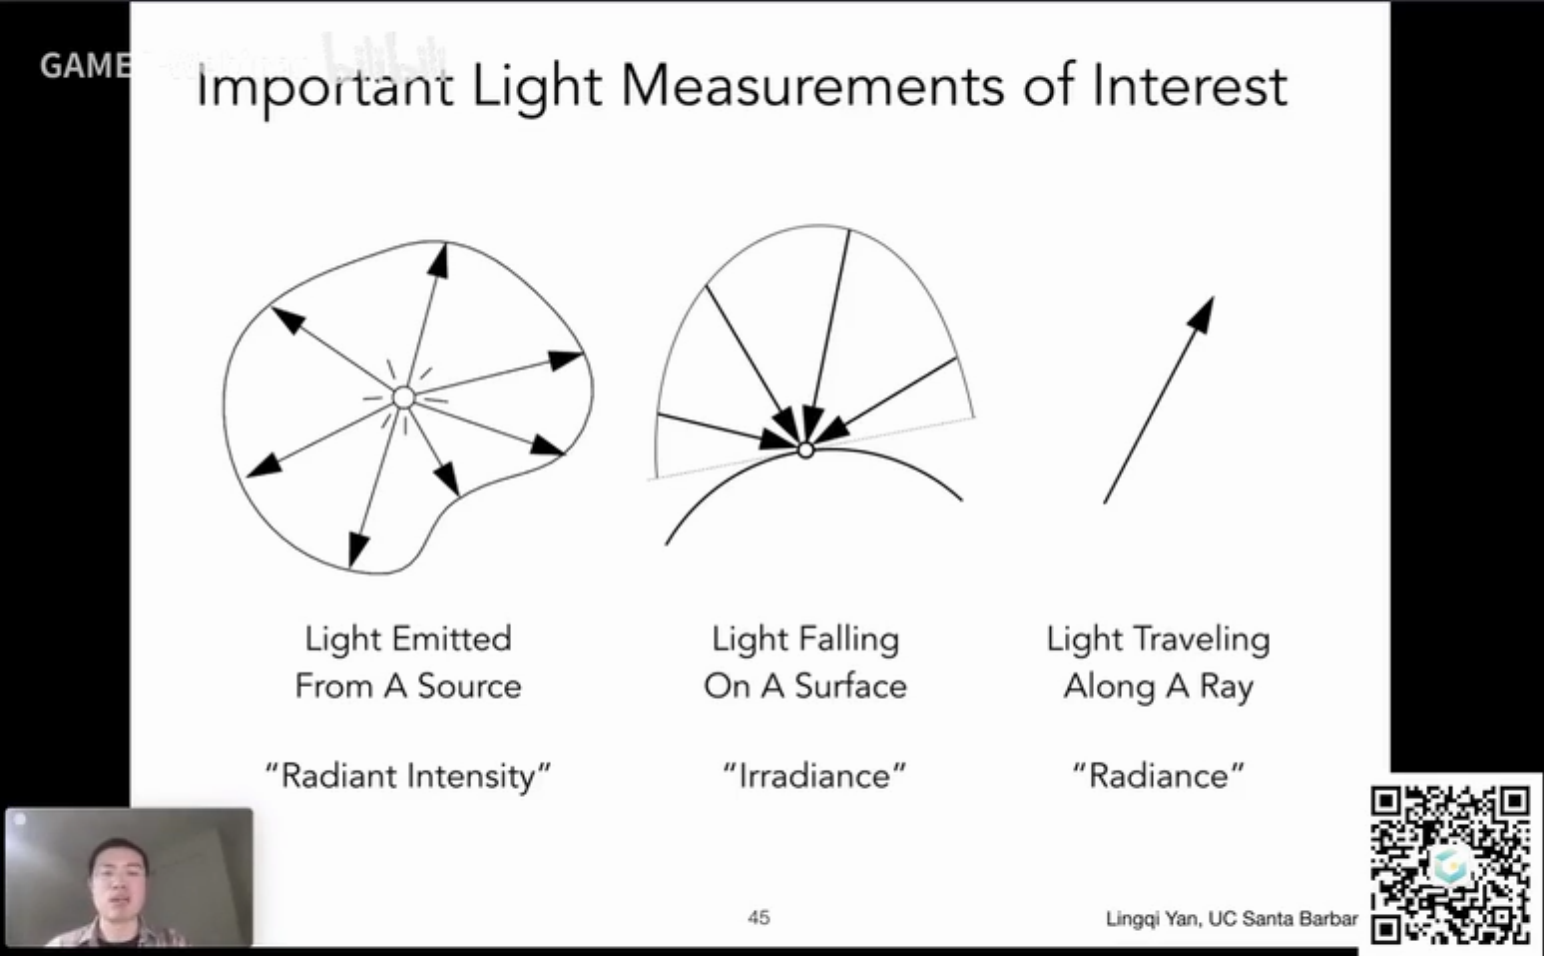 Important Light Measurements of Interest
Light Emitted
From A Source
"Radiant Intensity"
Light Falling
On A Surface
"Irradiance"
Light Traveling
Along A Ray
"Radiance"
45
Lingqi Yan, UC Santa Barbar
GAME
bilibili